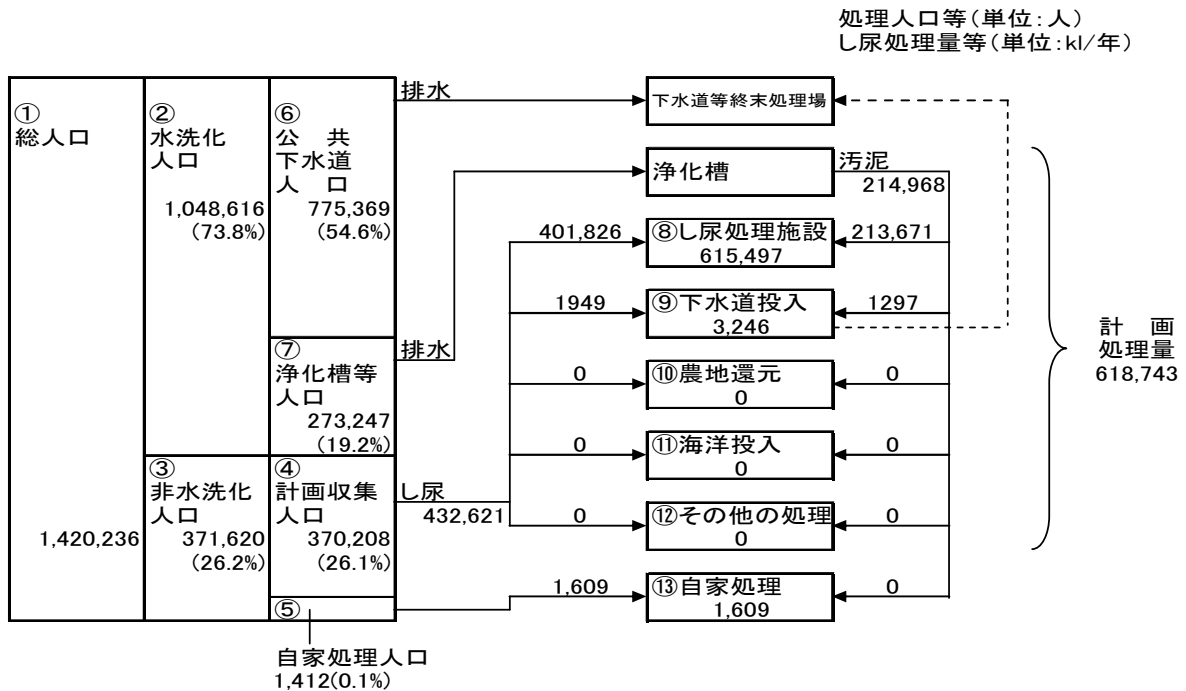 処理人口等(単位:人)
し尿処理量等(単位:kl/年)
①
総人口
1,420,236
②
水洗化
人口
1,048,616
(73.8%)
③
非水洗化
人口
371,620
(26.2%)
⑥
公　共
下水道
人　口
775,369
(54.6%)
⑦
浄化槽等
人口
273,247
(19.2%)
④
計画収集
人口
370,208
(26.1%)
⑤
自家処理人口
1,412(0.1%)
排水
下水道等終末処理場
排水
浄化槽
汚泥
214,968
し尿
432,621
401,826
⑧し尿処理施設
615,497
213,671
1949
⑨下水道投入
3,246
1297
0
⑩農地還元
0
0
0
⑪海洋投入
0
0
0
⑫その他の処理
0
0
1,609
⑬自家処理
1,609
0
計　画
処理量
618,743